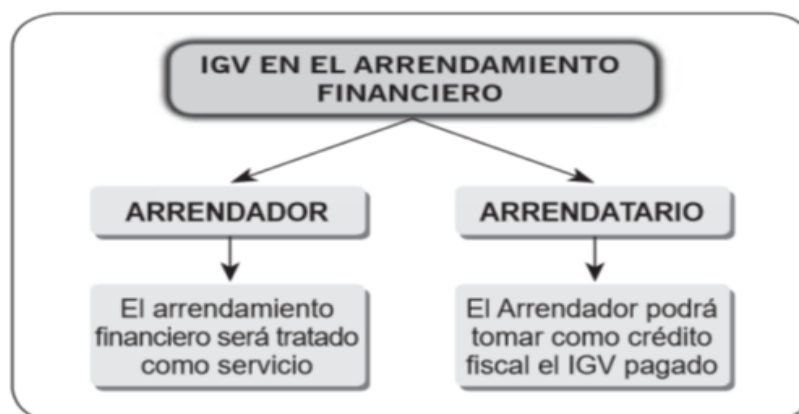 IGV EN EL ARRENDAMIENTO
FINANCIERO
ARRENDADOR
ARRENDATARIO
El arrendamiento
financiero será tratado
como servicio
El Arrendador podrá
tomar como crédito
fiscal el IGV pagado